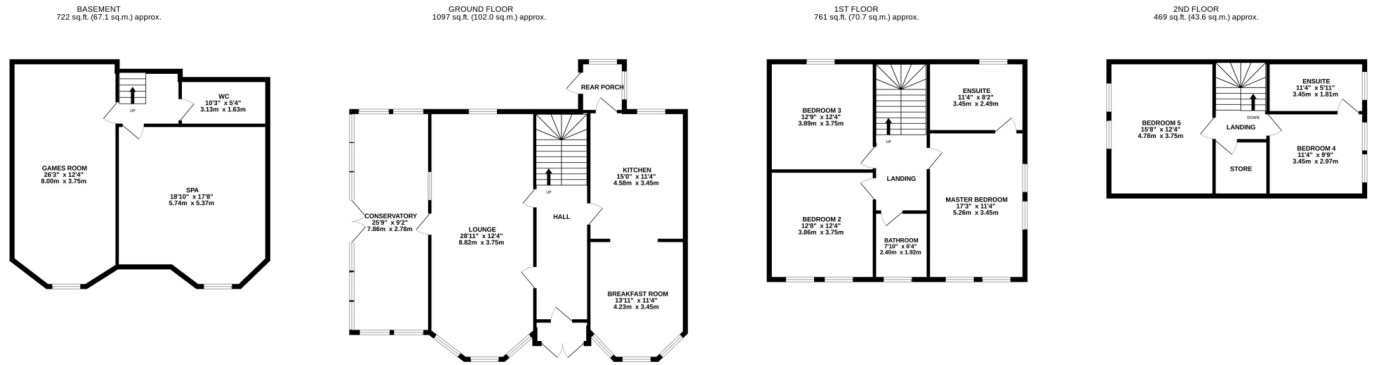 BASEMENT
722 sq.ft. (67.1 sq.m.) approx.
WC
10'3" x 5'4"
3.13m x 1.63m
UP
GAMES ROOM
26'3" x 12'4"
8.00m x 3.75m
SPA
18'10" x 17'8"
5.74m x 5.37m
GROUND FLOOR
1097 sq.ft. (102.0 sq.m.) approx.
REAR PORCH
KITCHEN
15'0" x 11'4"
4.58m x 3.45m
UP
HALL
CONSERVATORY
25'9" x 9'2"
7.86m x 2.78m
LOUNGE
28'11" x 12'4"
8.82m x 3.75m
BREAKFAST ROOM
13'11" x 11'4"
4.23m x 3.45m
1ST FLOOR
761 sq.ft. (70.7 sq.m.) approx.
ENSUITE
11'4" x 8'2"
3.45m x 2.49m
BEDROOM 3
12'9" x 12'4"
3.89m x 3.75m
UP
LANDING
MASTER BEDROOM
17'3" x 11'4"
5.26m x 3.45m
BEDROOM 2
12'8" x 12'4"
3.86m x 3.75m
BATHROOM
7'10" x 6'4"
2.40m x 1.92m
2ND FLOOR
469 sq.ft. (43.6 sq.m.) approx.
ENSUITE
11'4" x 5'11"
3.45m x 1.81m
DOWN
BEDROOM 5
15'8" x 12'4"
4.78m x 3.75m
LANDING
BEDROOM 4
11'4" x 9'9"
3.45m x 2.97m
STORE